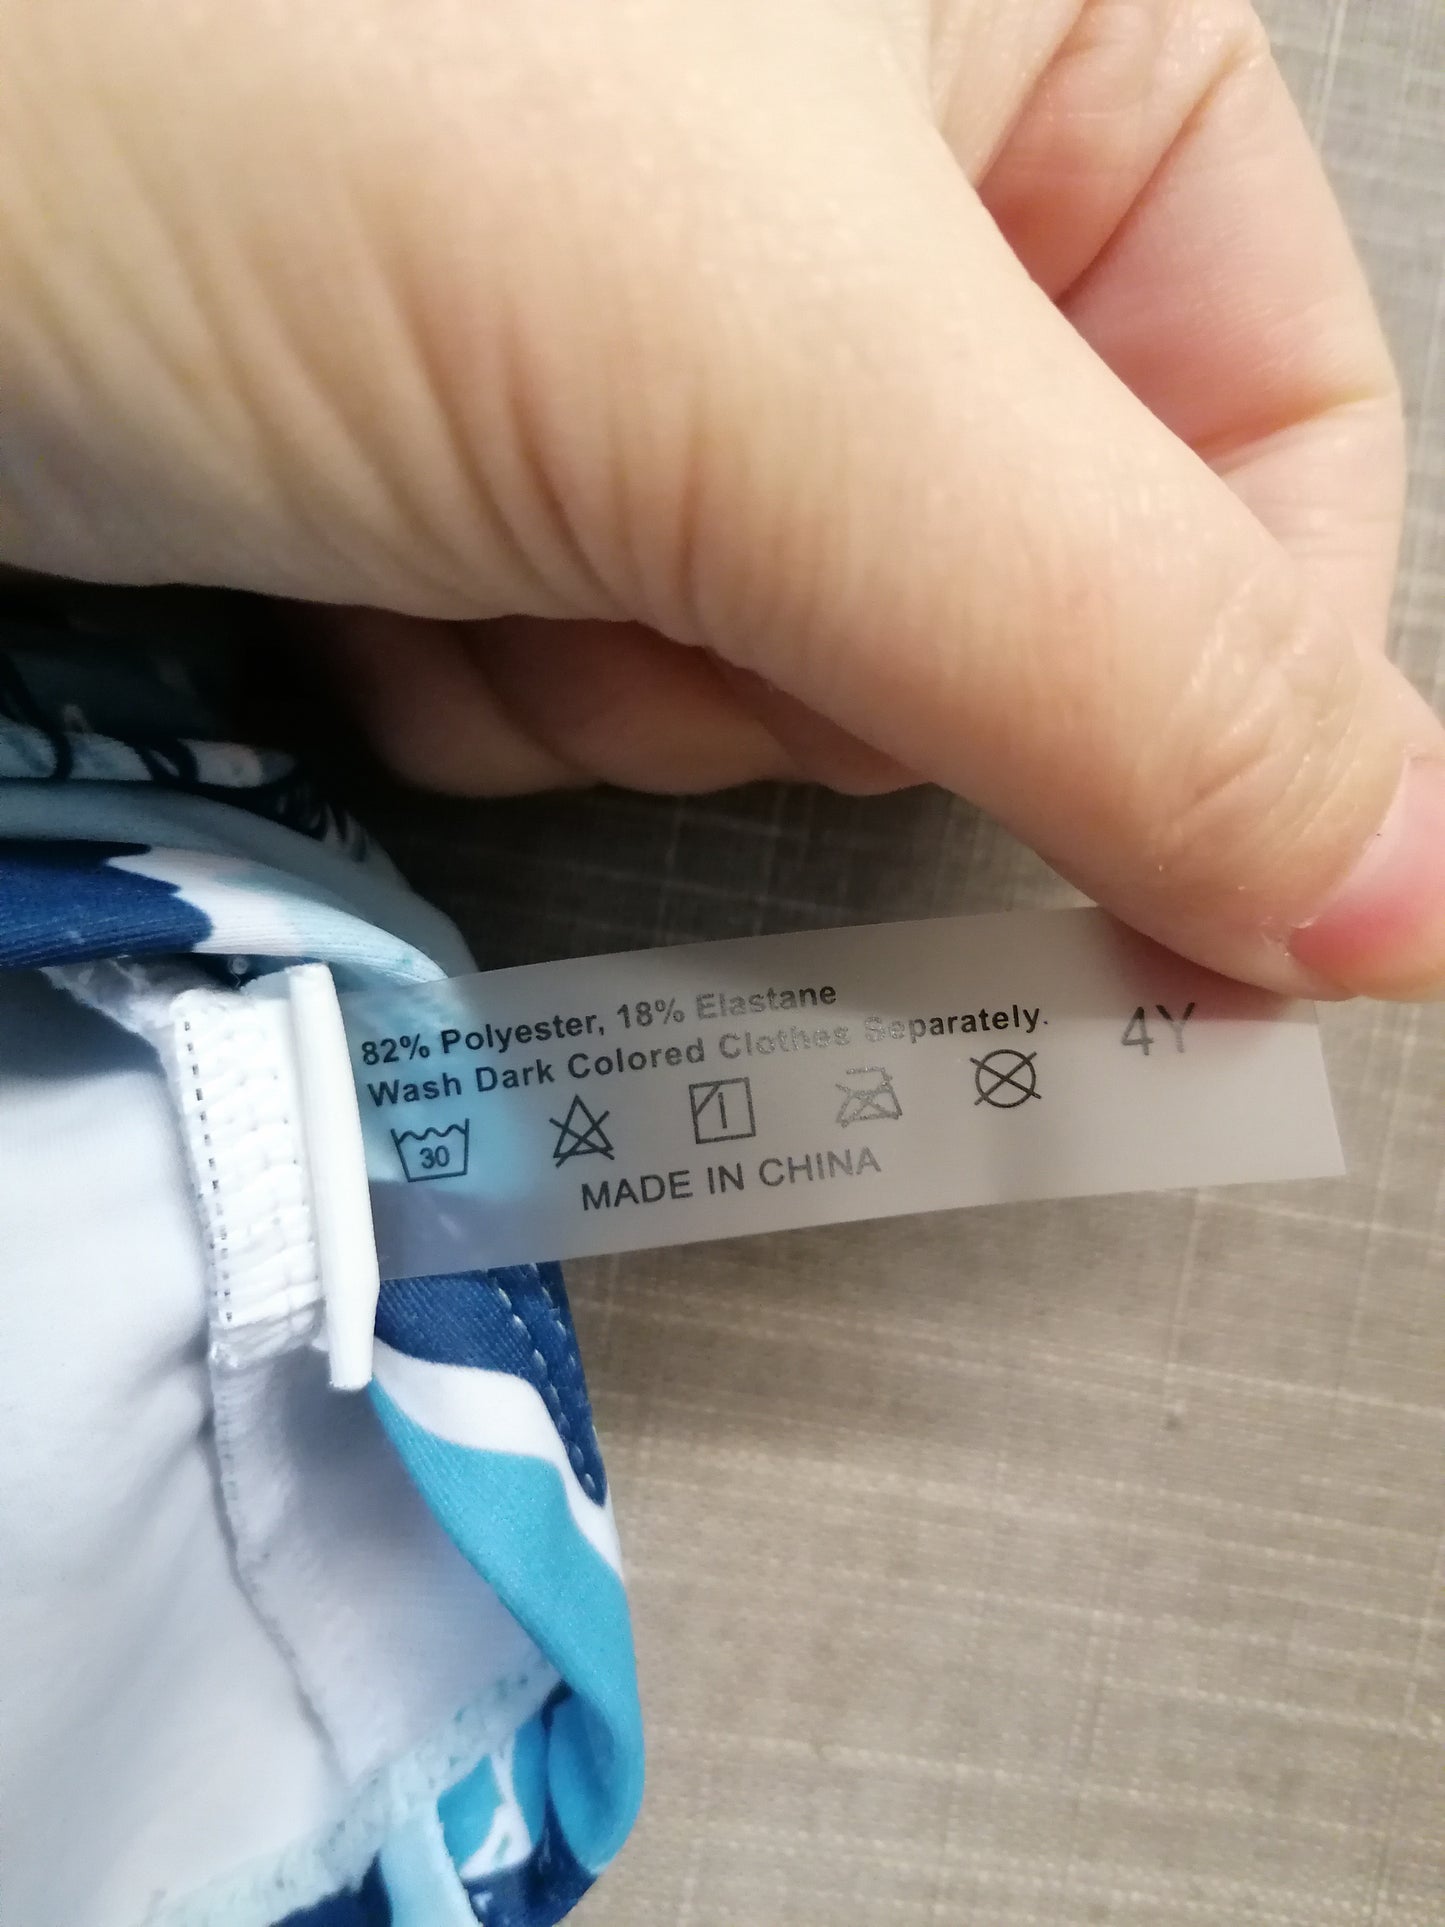 82% Polyester, 18% Elastane
Wash Dark Colored Clothes Separately.
4Y
30
MADE IN CHINA